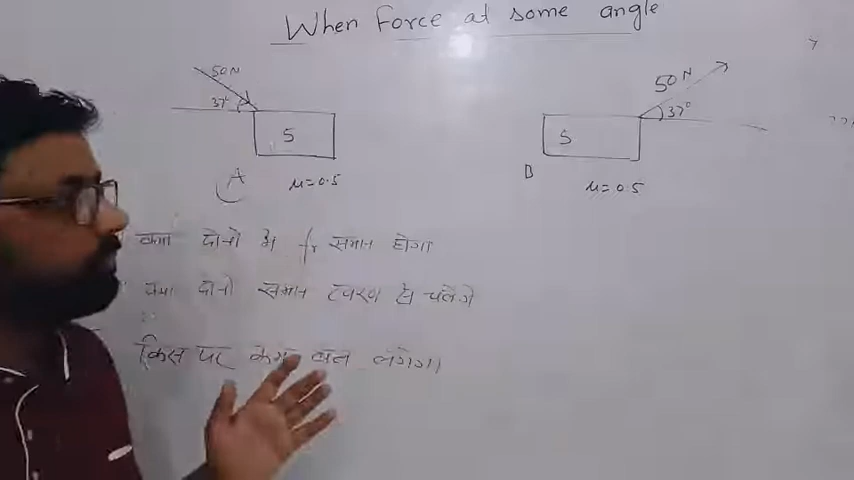 When Force at some angle
50N
37°
5
A
μ=0.5
50N
37°
5
B
μ=0.5
क्या दोनो मे fr समान होगा
क्या दोनो समान त्वरण से चलेंगे
किस पर कम बल लगेगा